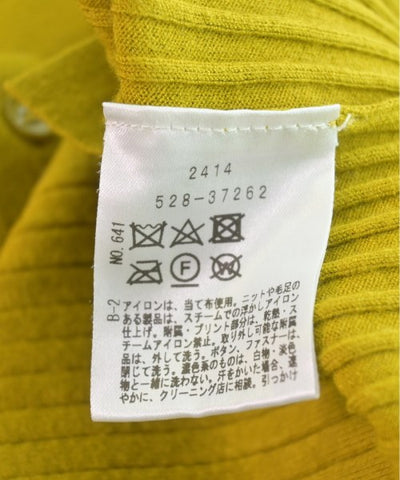 2414
528-37262
NO. 641
F
W
B-2
アイロンは、当て布使用。ニットや毛足の
ある製品は、スチームでの浮かしアイロン
仕上げ。附属・プリント部分は、乾熱・ス
チームアイロン禁止。取り外し可能な附属
品は、外して洗う。ボタン、ファスナーは、
閉じて洗う。濃色系のものは、白物・淡色
物と一緒に洗わない。汗をかいた場合、速
やかに、クリーニング店に相談。引っかけ